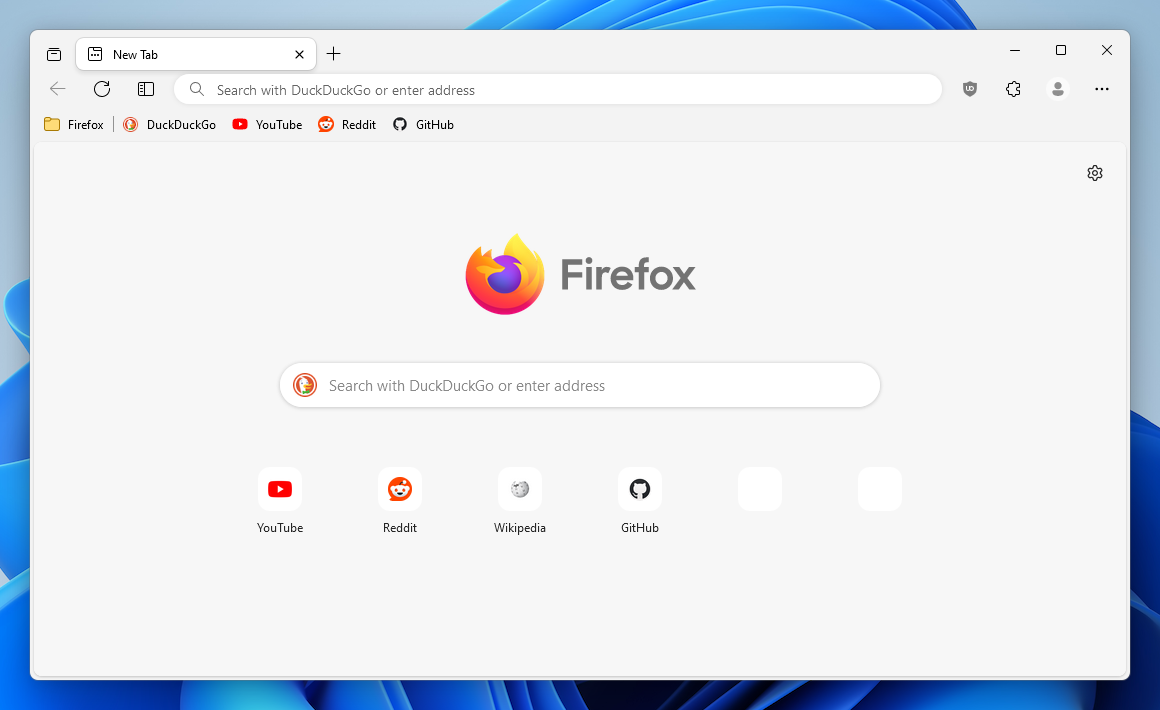 New Tab
Search with DuckDuckGo or enter address
Firefox DuckDuckGo YouTube Reddit GitHub
Firefox
Search with DuckDuckGo or enter address
YouTube Reddit Wikipedia GitHub